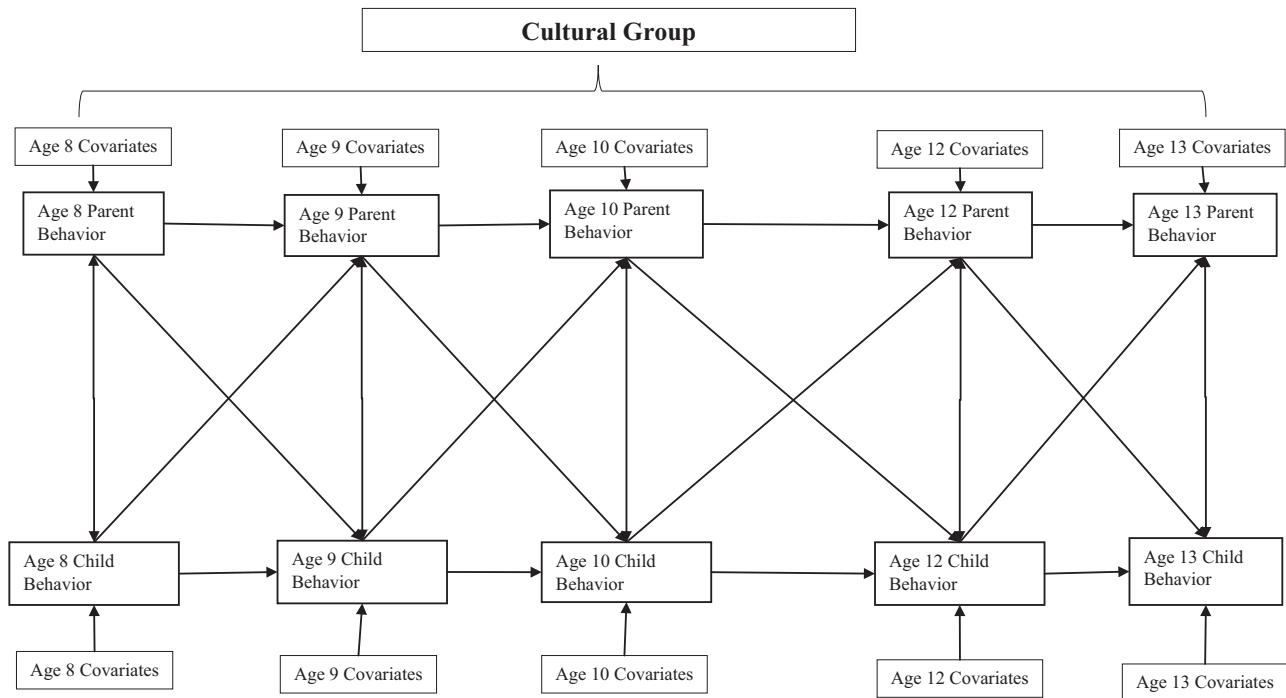 Cultural Group
Age 8 Covariates
Age 9 Covariates
Age 10 Covariates
Age 12 Covariates
Age 13 Covariates
Age 8 Parent
Behavior
Age 9 Parent
Behavior
Age 10 Parent
Behavior
Age 12 Parent
Behavior
Age 13 Parent
Behavior
Age 8 Child
Behavior
Age 9 Child
Behavior
Age 10 Child
Behavior
Age 12 Child
Behavior
Age 13 Child
Behavior
Age 8 Covariates
Age 9 Covariates
Age 10 Covariates
Age 12 Covariates
Age 13 Covariates